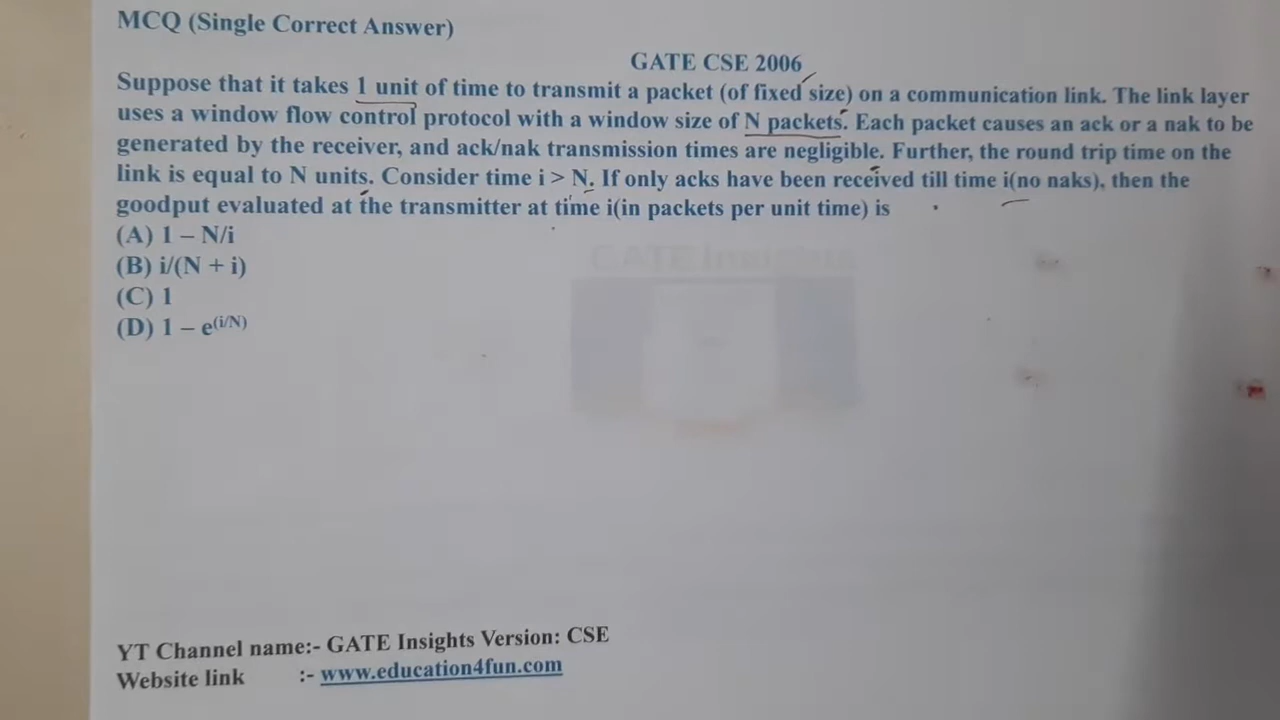 MCQ (Single Correct Answer)
GATE CSE 2006
Suppose that it takes 1 unit of time to transmit a packet (of fixed size) on a communication link. The link layer
uses a window flow control protocol with a window size of N packets. Each packet causes an ack or a nak to be
generated by the receiver, and ack/nak transmission times are negligible. Further, the round trip time on the
link is equal to N units. Consider time i > N. If only acks have been received till time i(no naks), then the
goodput evaluated at the transmitter at time i(in packets per unit time) is
(A) 1 – N/i
(B) i/(N + i)
(C) 1
(D) 1 – e(i/N)
GATE Insights
YT Channel name:- GATE Insights Version: CSE
Website link :- www.education4fun.com